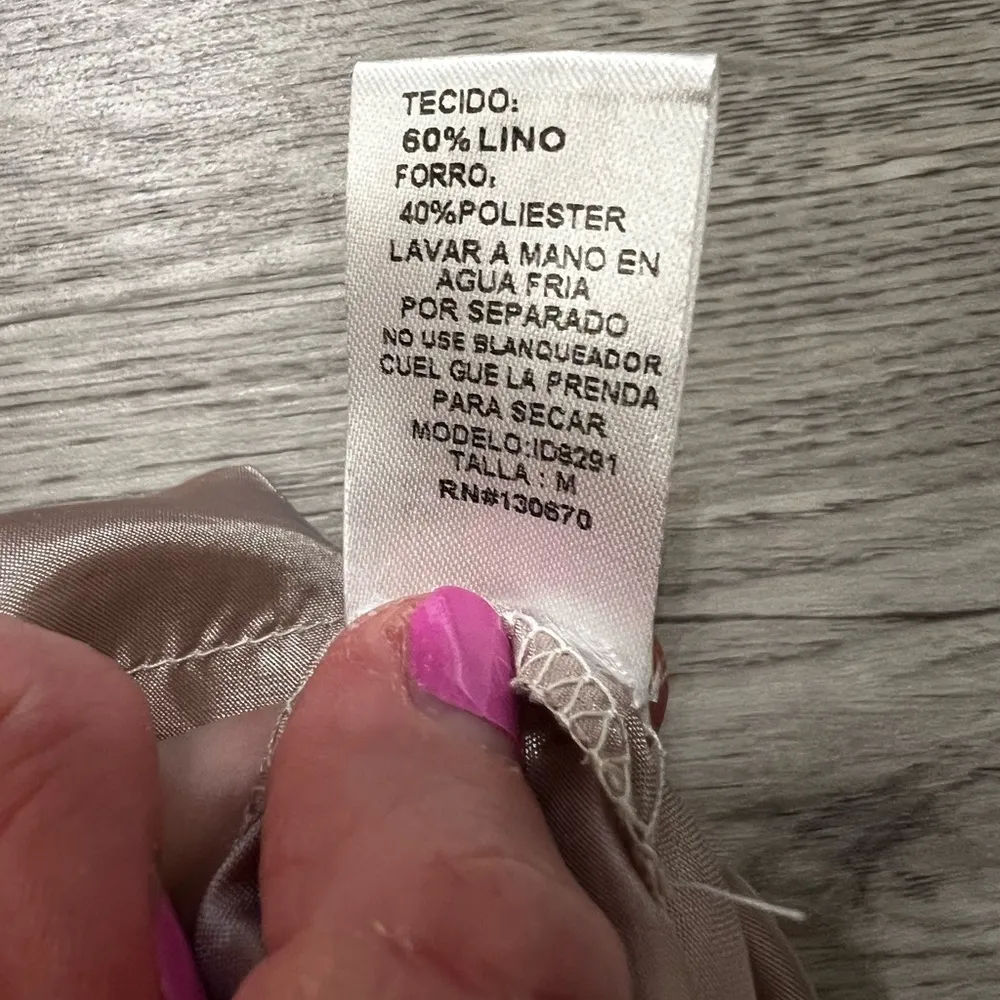 TECIDO:
60% LINO
FORRO:
40%POLIESTER
LAVAR A MANO EN
AGUA FRIA
POR SEPARADO
NO USE BLANQUEADOR
CUEL GUE LA PRENDA
PARA SECAR
MODELO:ID8291
TALLA : M
RN#130670